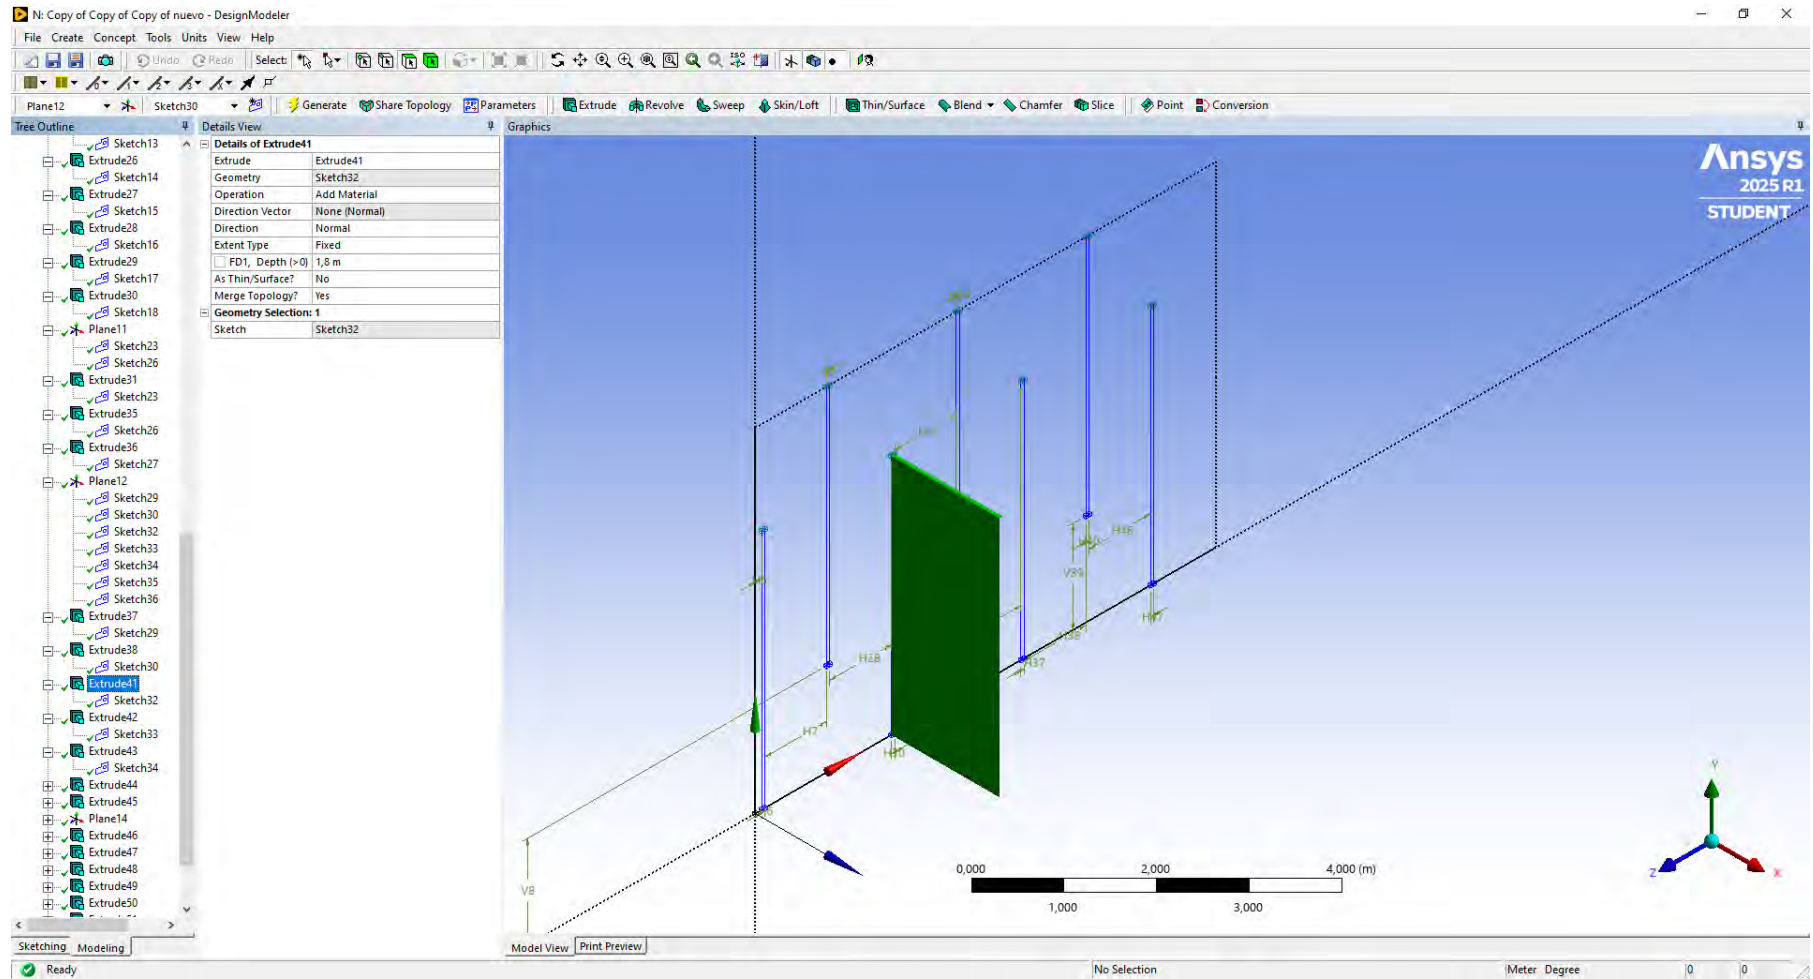 N: Copy of Copy of Copy of nuevo - DesignModeler
File Create Concept Tools Units View Help
Undo Redo Select:
Plane12 Sketch30 Generate Share Topology Parameters Extrude Revolve Sweep Skin/Loft Thin/Surface Blend Chamfer Slice Point Conversion
Tree Outline
Sketch13
Extrude26
Sketch14
Extrude27
Sketch15
Extrude28
Sketch16
Extrude29
Sketch17
Extrude30
Sketch18
Plane11
Sketch23
Sketch26
Extrude31
Sketch23
Extrude35
Sketch26
Extrude36
Sketch27
Plane12
Sketch29
Sketch30
Sketch32
Sketch33
Sketch34
Sketch35
Sketch36
Extrude37
Sketch29
Extrude38
Sketch30
Extrude41
Sketch32
Extrude42
Sketch33
Extrude43
Sketch34
Extrude44
Extrude45
Plane14
Extrude46
Extrude47
Extrude48
Extrude49
Extrude50
Sketching Modeling
Details View
Details of Extrude41
Extrude Extrude41
Geometry Sketch32
Operation Add Material
Direction Vector None (Normal)
Direction Normal
Extent Type Fixed
FD1, Depth (>0) 1,8 m
As Thin/Surface? No
Merge Topology? Yes
Geometry Selection: 1
Sketch Sketch32
Graphics
Ansys
2025 R1
STUDENT
H36
V39
H37
H38
H7
V8
0,000 2,000 4,000 (m)
1,000 3,000
Y
Z
X
Model View Print Preview
Ready No Selection Meter Degree 0 0